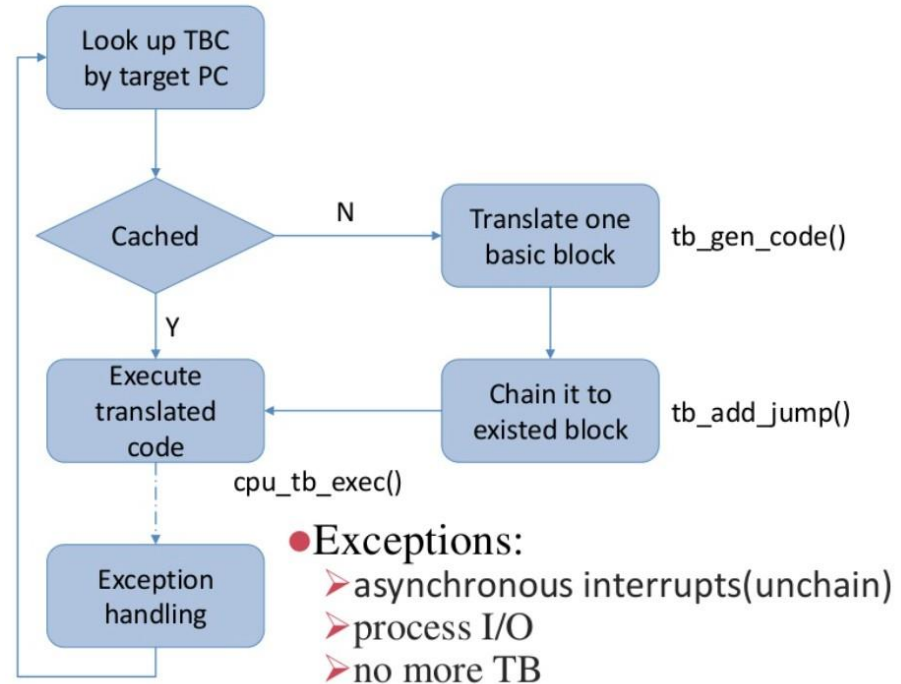 Look up TBC
by target PC
Cached
N
Translate one
basic block
tb_gen_code()
Y
Execute
translated
code
Chain it to
existed block
tb_add_jump()
cpu_tb_exec()
Exception
handling
●Exceptions:
➢asynchronous interrupts(unchain)
➢process I/O
➢no more TB